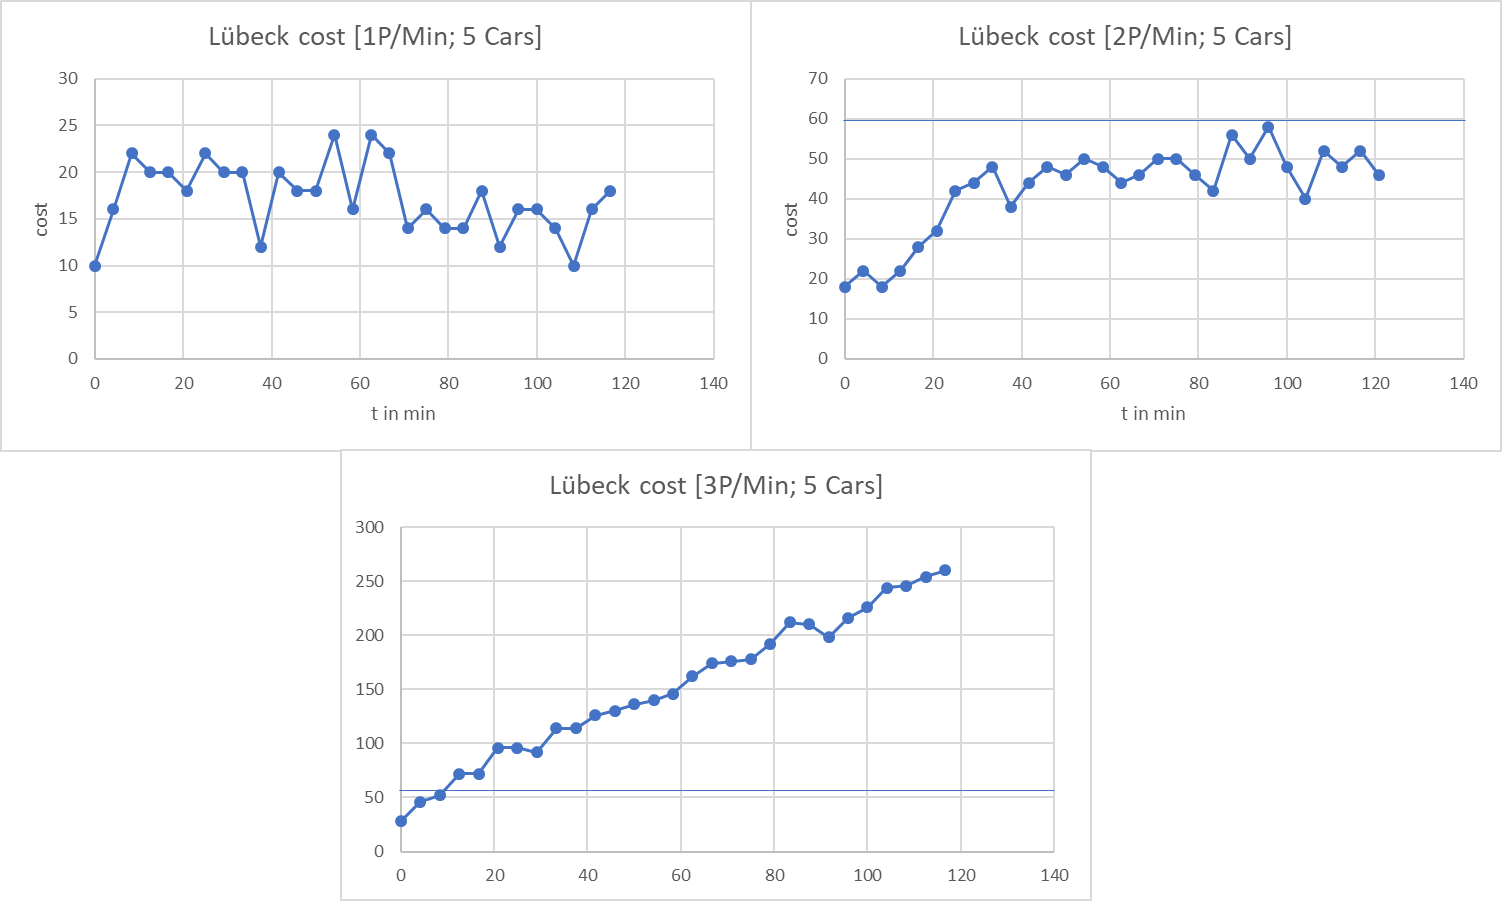 Lübeck cost [1P/Min; 5 Cars]
30
25
20
15
10
5
0
cost
0 20 40 60 80 100 120 140
t in min
Lübeck cost [2P/Min; 5 Cars]
70
60
50
40
30
20
10
0
cost
0 20 40 60 80 100 120 140
t in min
Lübeck cost [3P/Min; 5 Cars]
300
250
200
150
100
50
0
0 20 40 60 80 100 120 140